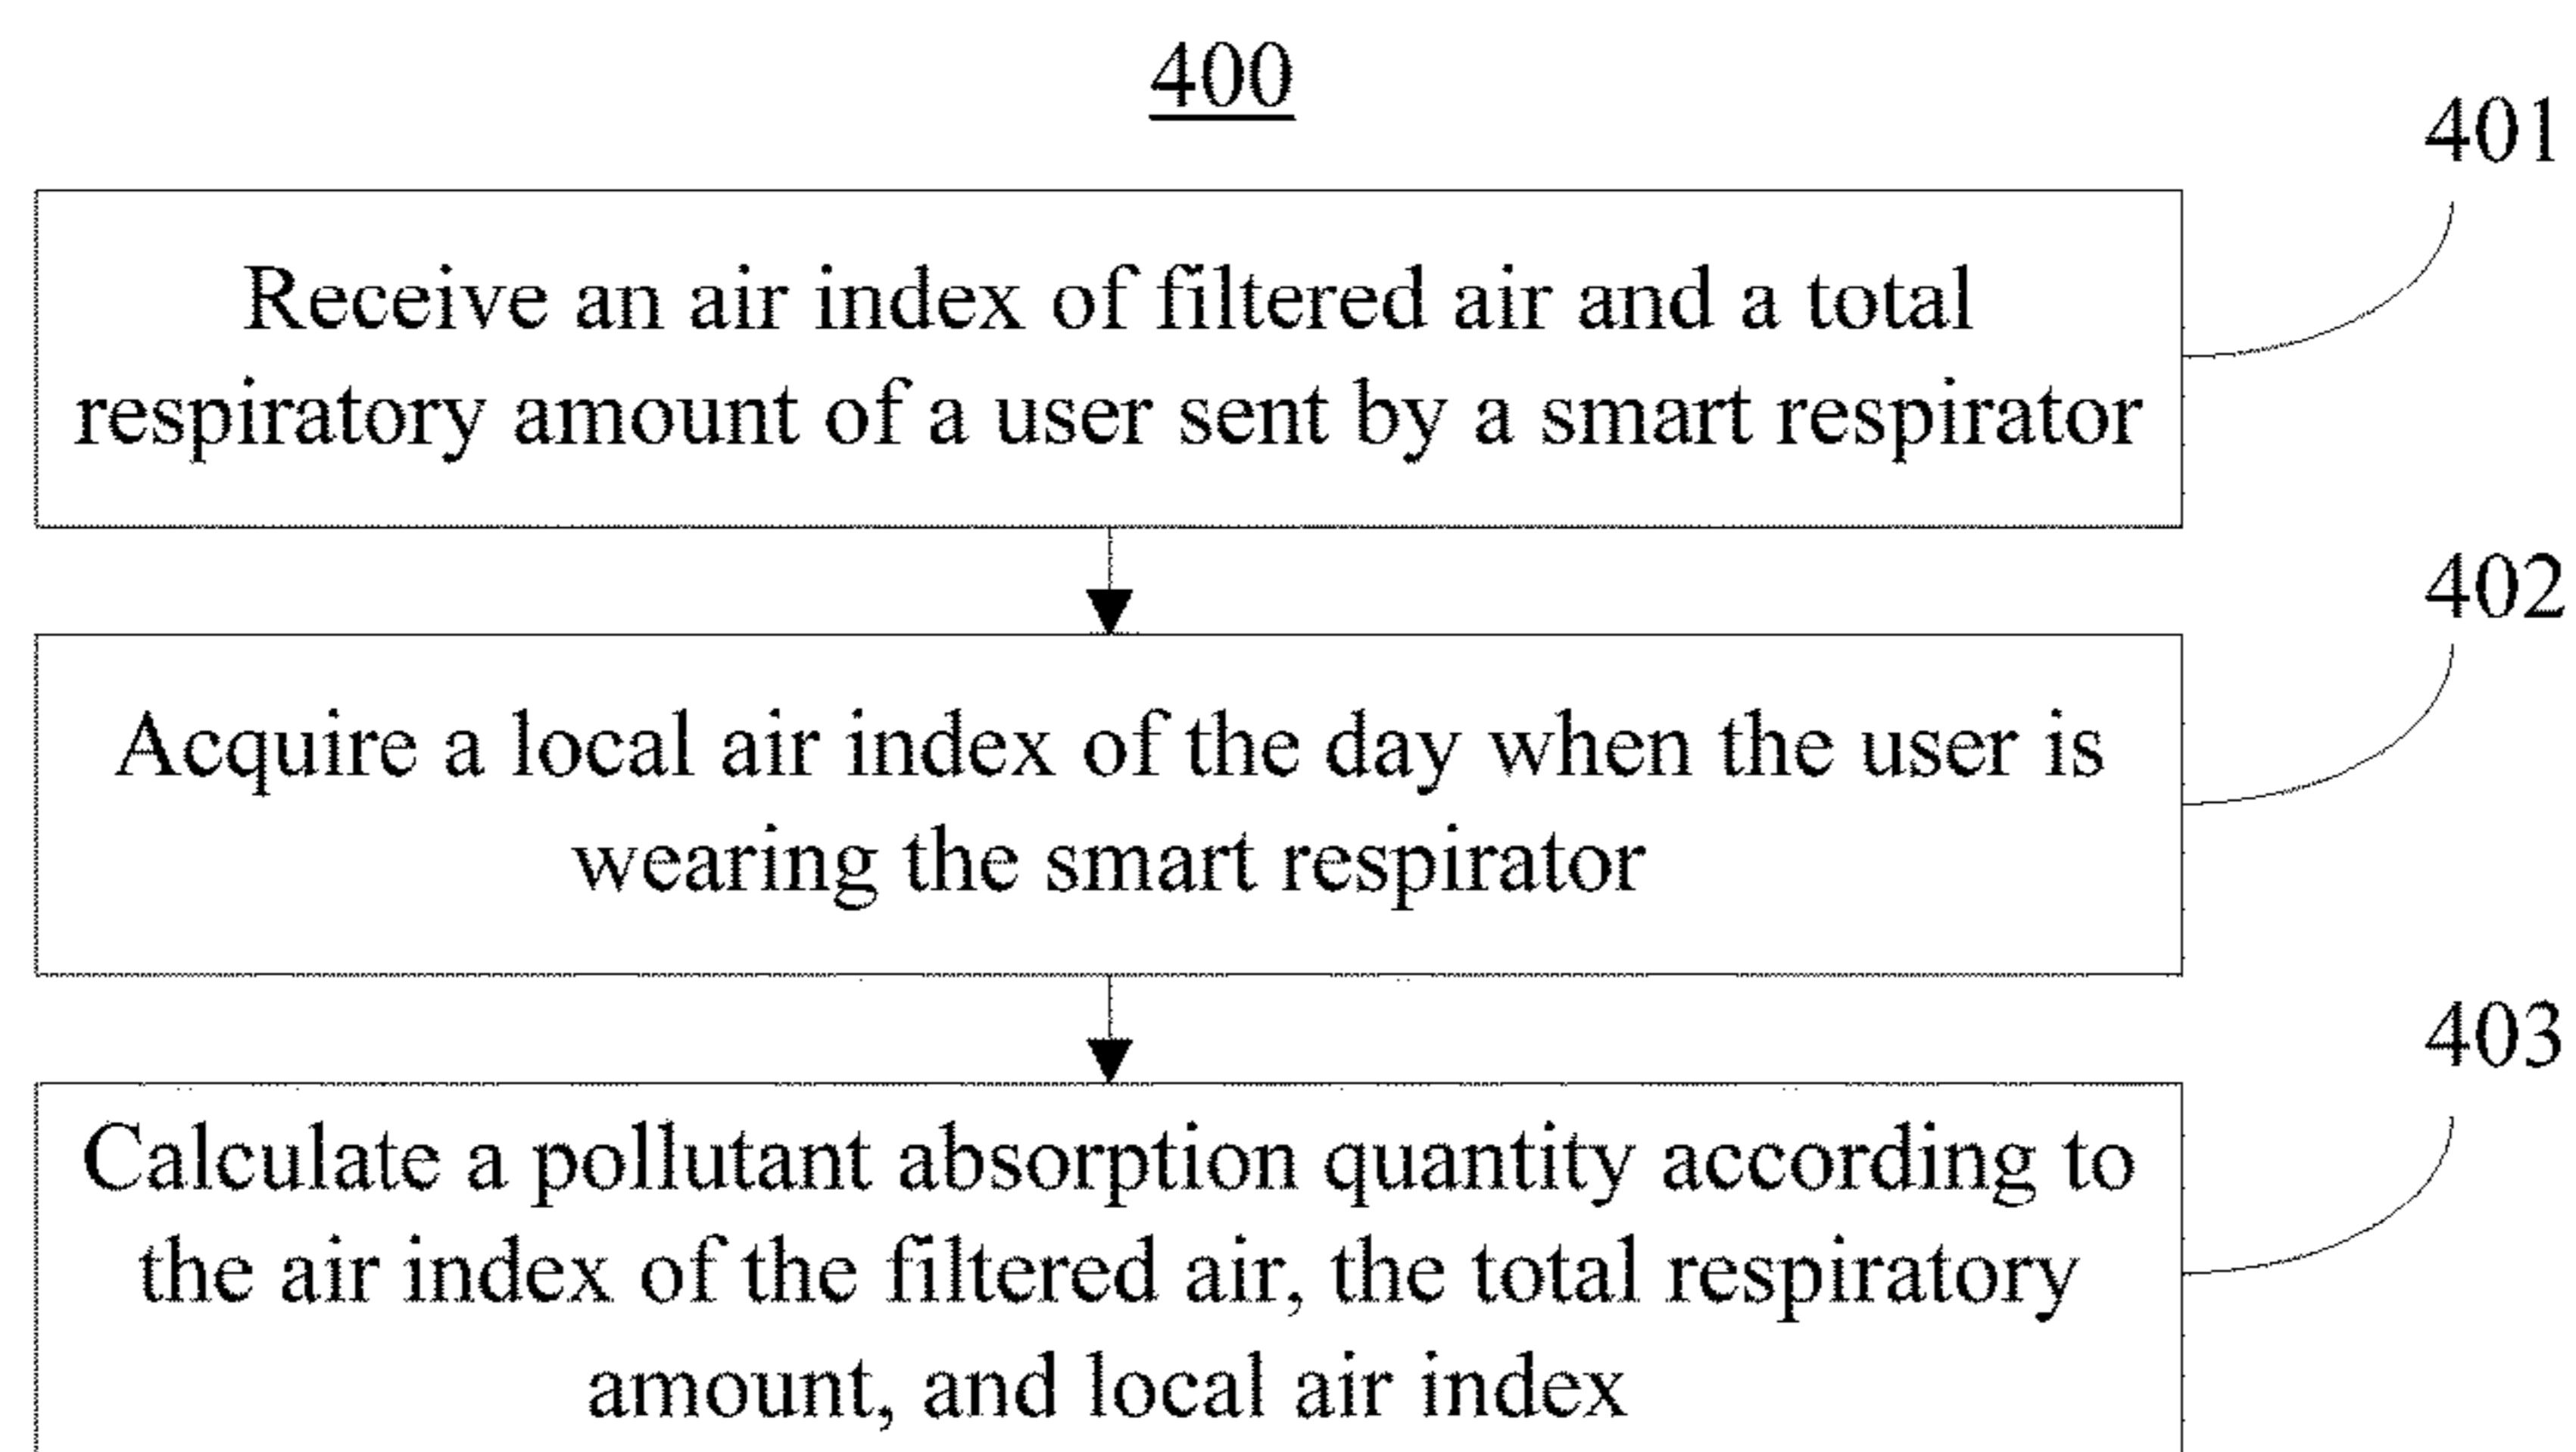 400
401
Receive an air index of filtered air and a total
respiratory amount of a user sent by a smart respirator
402
Acquire a local air index of the day when the user is
wearing the smart respirator
403
Calculate a pollutant absorption quantity according to
the air index of the filtered air, the total respiratory
amount, and local air index